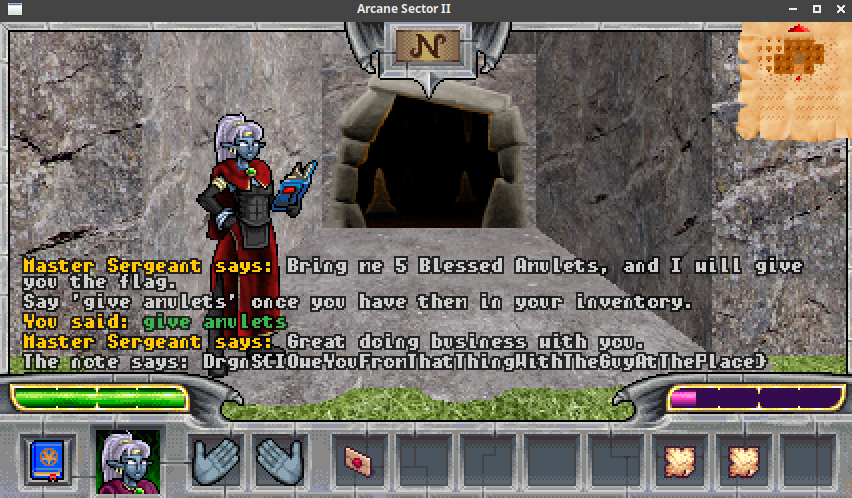 Arcane Sector II
N
Master Sergeant says: Bring me 5 Blessed Amulets, and I will give
you the flag.
Say 'give amulets' once you have them in your inventory.
You said: give amulets
Master Sergeant says: Great doing business with you.
The note says: DrgnS{IOweYouFromThatThingWithTheGuyAtThePlace}